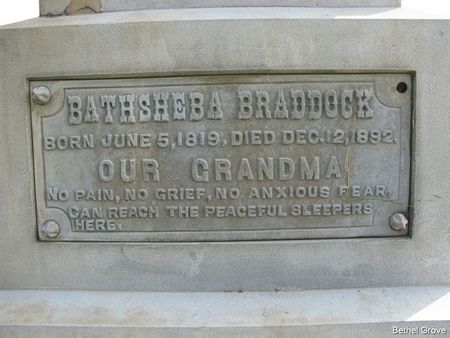 BATHSHEBA BRADDOCK
BORN JUNE 5, 1819, DIED DEC. 12, 1892.
OUR GRANDMA
NO PAIN, NO GRIEF, NO ANXIOUS FEAR,
CAN REACH THE PEACEFUL SLEEPERS
HERE.
Bethel Grove